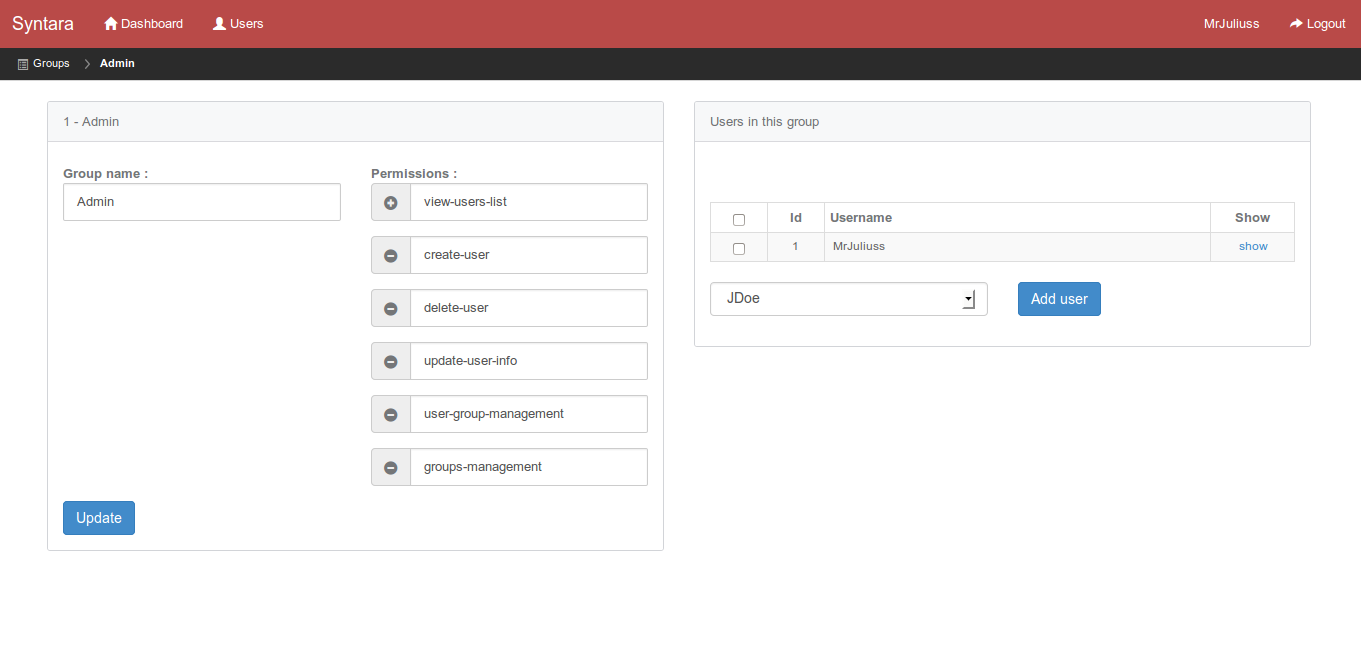 Syntara Dashboard Users MrJuliuss Logout
Groups Admin
1 - Admin
Group name :
Admin
Permissions :
view-users-list
create-user
delete-user
update-user-info
user-group-management
groups-management
Update
Users in this group
Id Username Show
1 MrJuliuss show
JDoe Add user